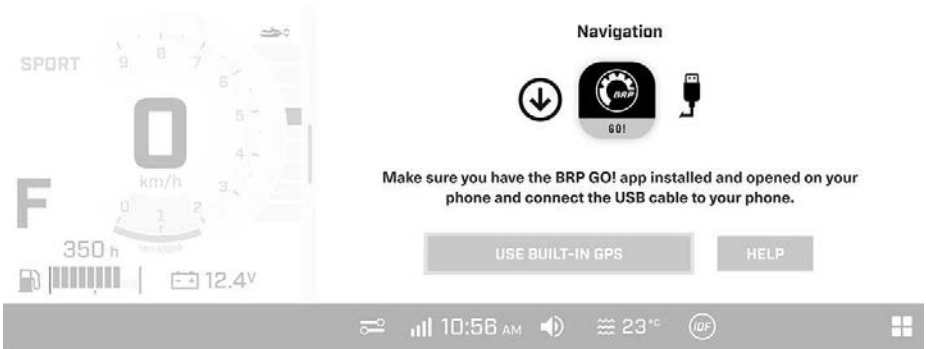 SPORT
9 8 7
6
5
4
3
0 1 2
0
km/h
F
350 h
12.4V
Navigation
BRP
GO!
Make sure you have the BRP GO! app installed and opened on your
phone and connect the USB cable to your phone.
USE BUILT-IN GPS
HELP
10:56 AM
23°C
iDF